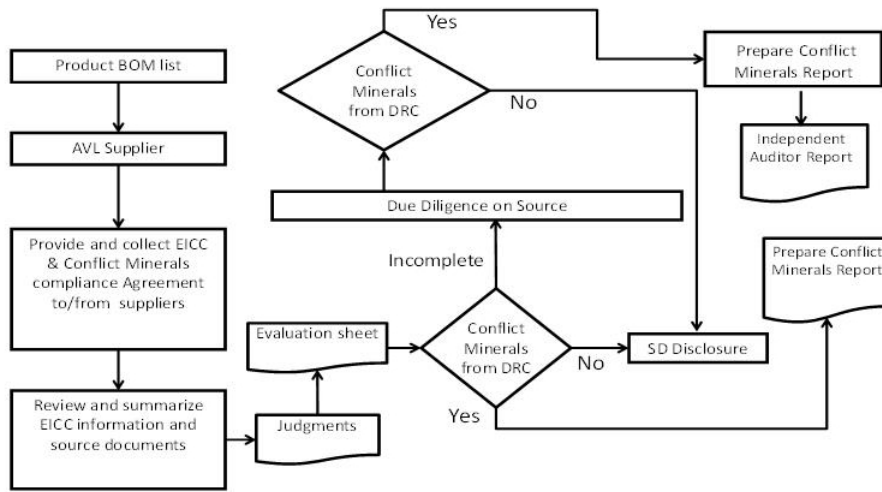 Product BOM list
AVL Supplier
Provide and collect EICC
& Conflict Minerals
compliance Agreement
to/from suppliers
Review and summarize
EICC information and
source documents
Judgments
Evaluation sheet
Conflict
Minerals
from DRC
Incomplete
No
Yes
Due Diligence on Source
Conflict
Minerals
from DRC
Yes
No
SD Disclosure
Prepare Conflict
Minerals Report
Independent
Auditor Report
Prepare Conflict
Minerals Report